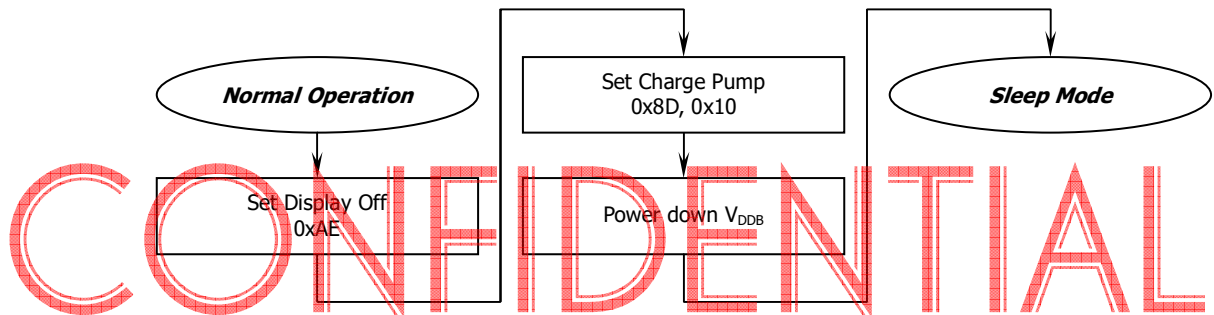 Normal Operation
Set Display Off
0xAE
Set Charge Pump
0x8D, 0x10
Power down VDDB
Sleep Mode
CONFIDENTIAL